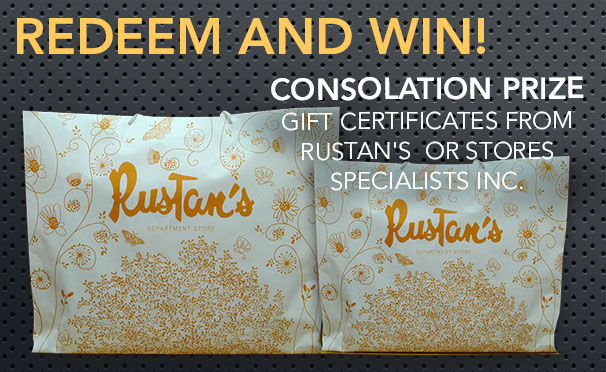 REDEEM AND WIN!
CONSOLATION PRIZE
GIFT CERTIFICATES FROM
RUSTAN'S OR STORES
SPECIALISTS INC.
Rustan's
DEPARTMENT STORE
Rustan's
DEPARTMENT STORE